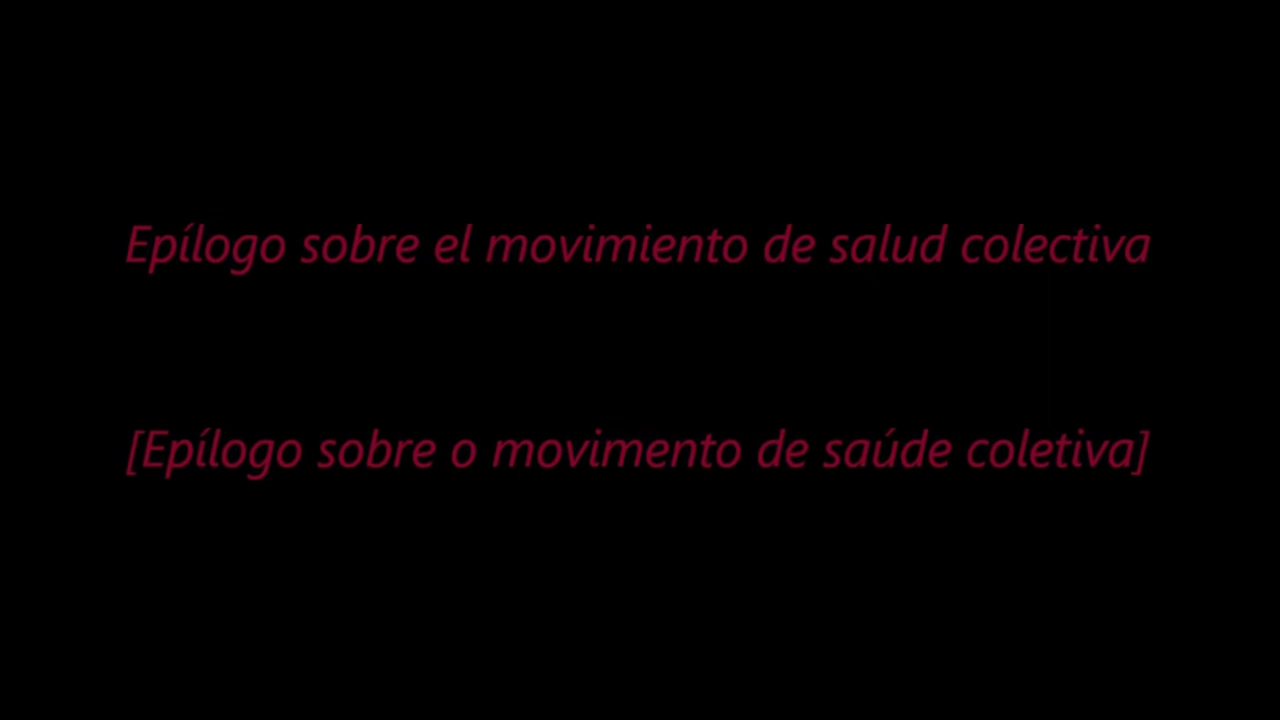 Epílogo sobre el movimiento de salud colectiva
[Epílogo sobre o movimento de saúde coletiva]